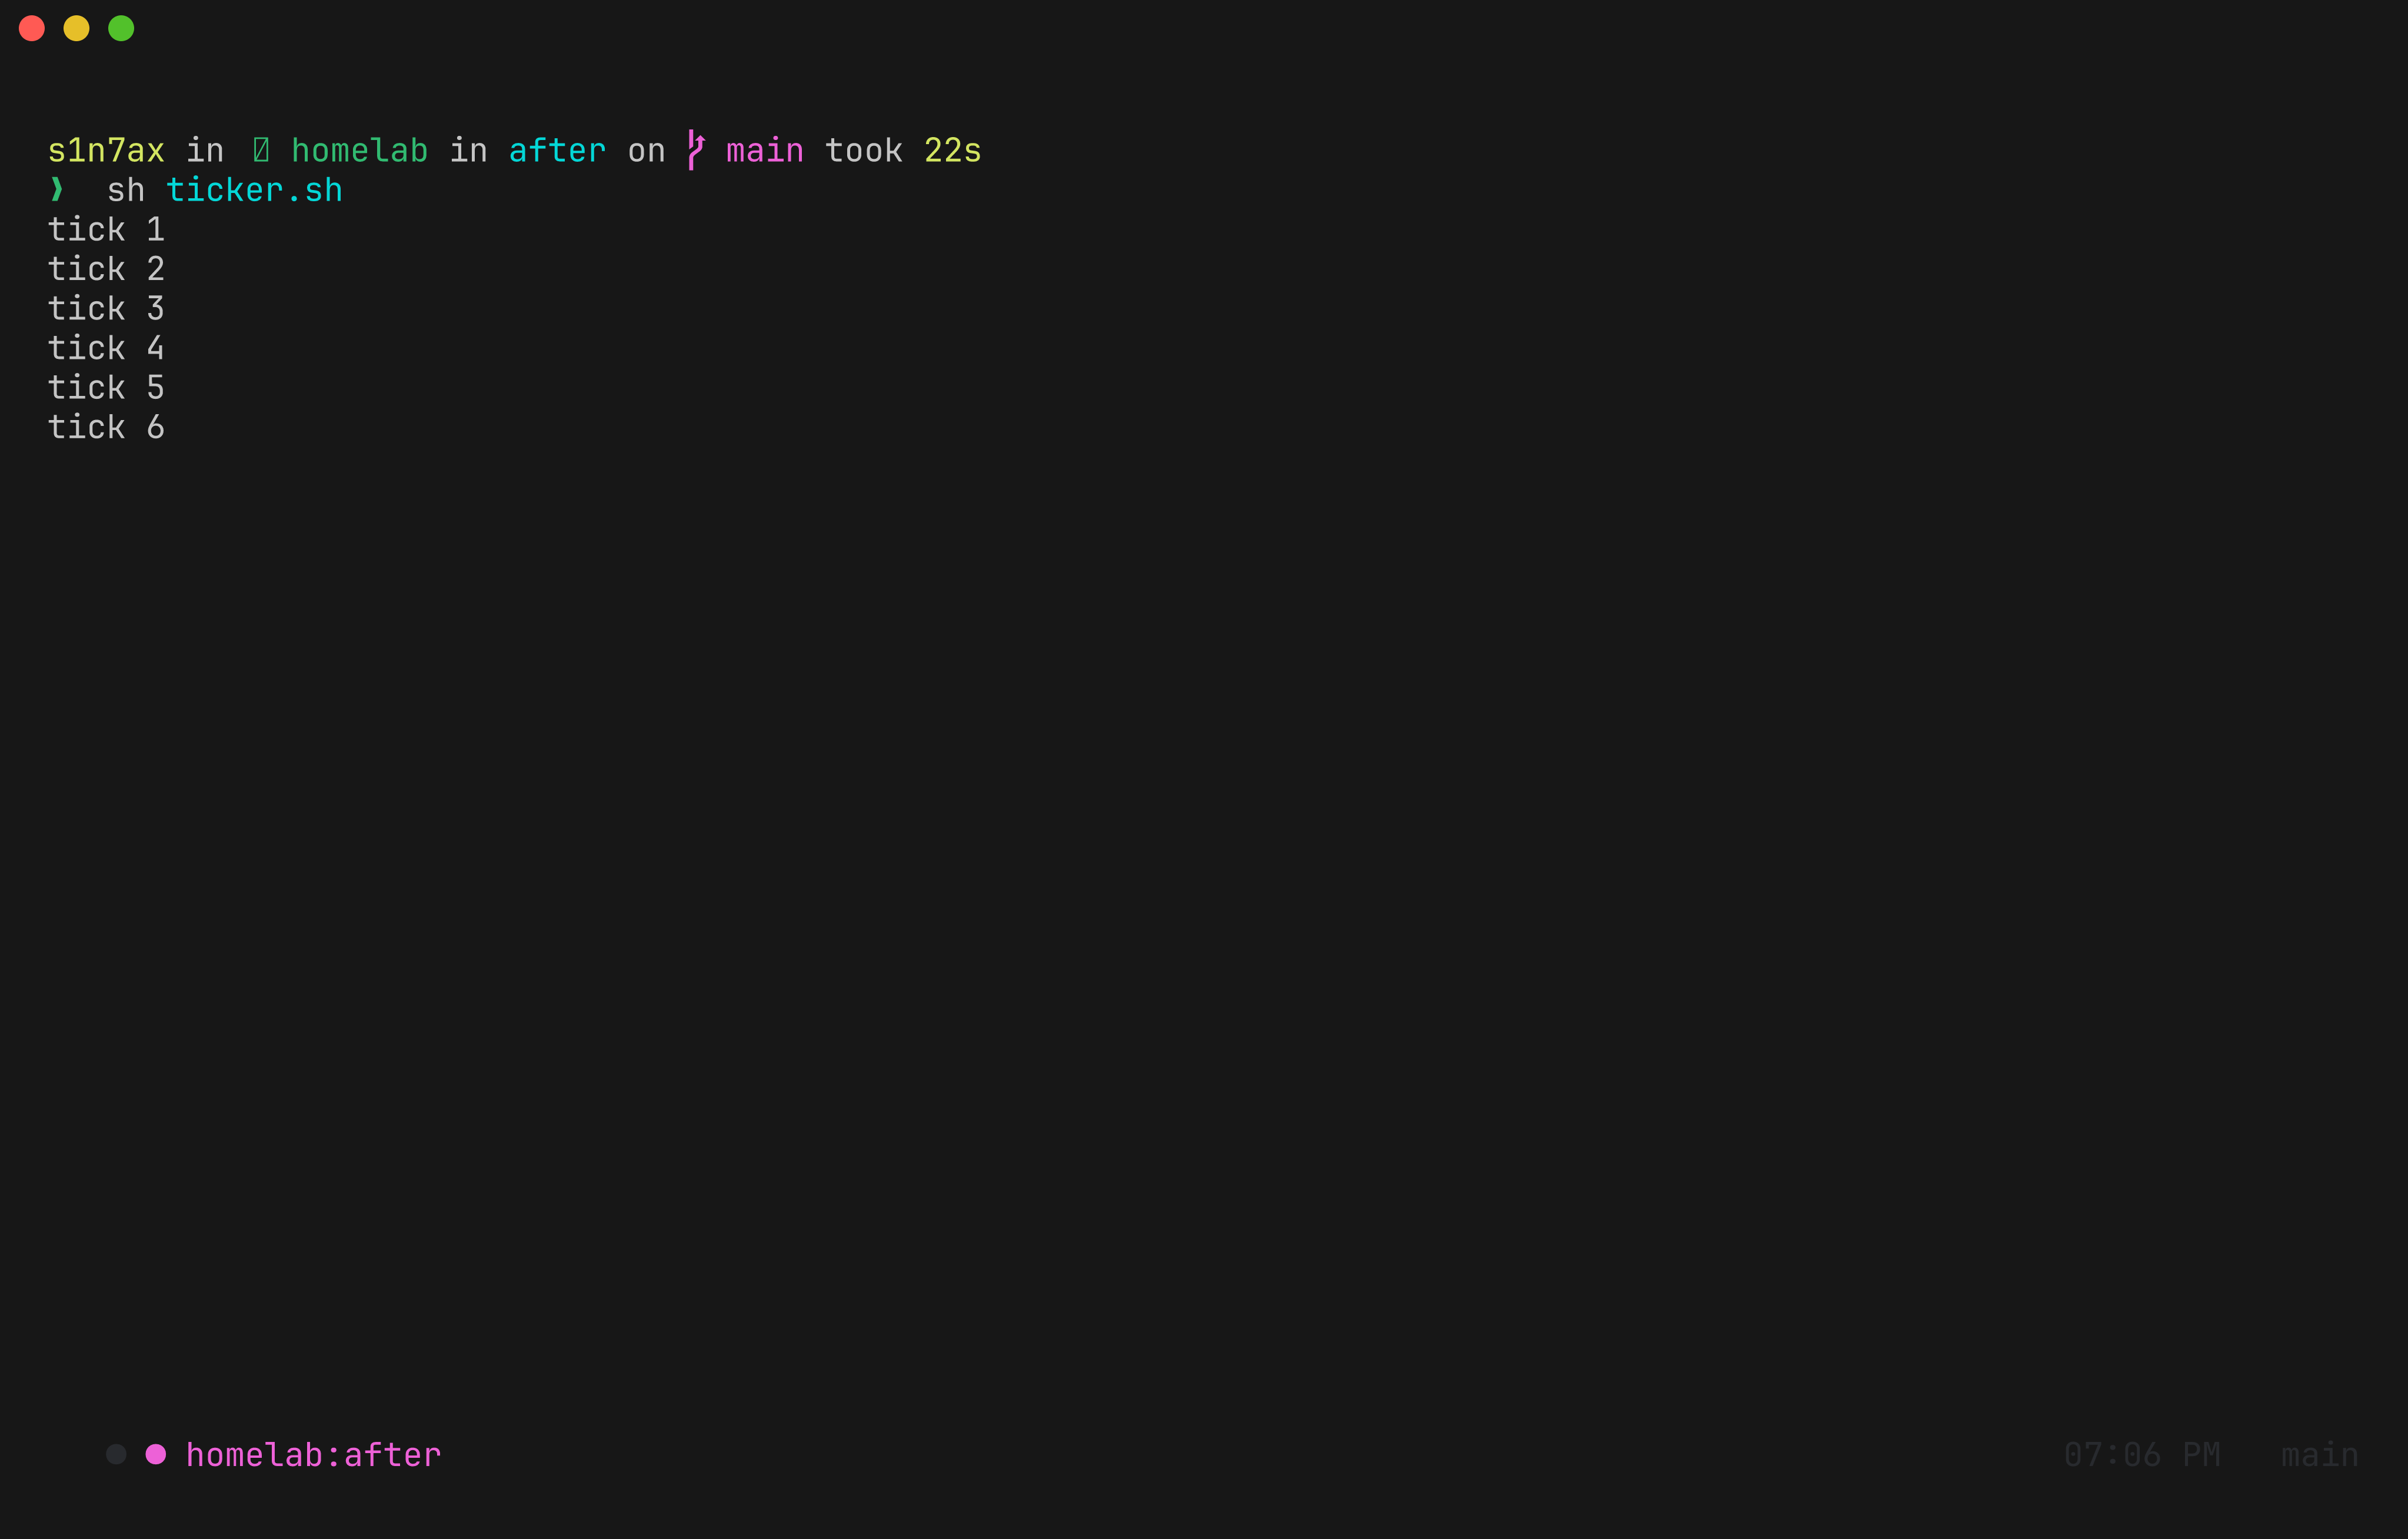 s1n7ax in homelab in after on main took 22s
❱ sh ticker.sh
tick 1
tick 2
tick 3
tick 4
tick 5
tick 6
homelab:after 07:06 PM main